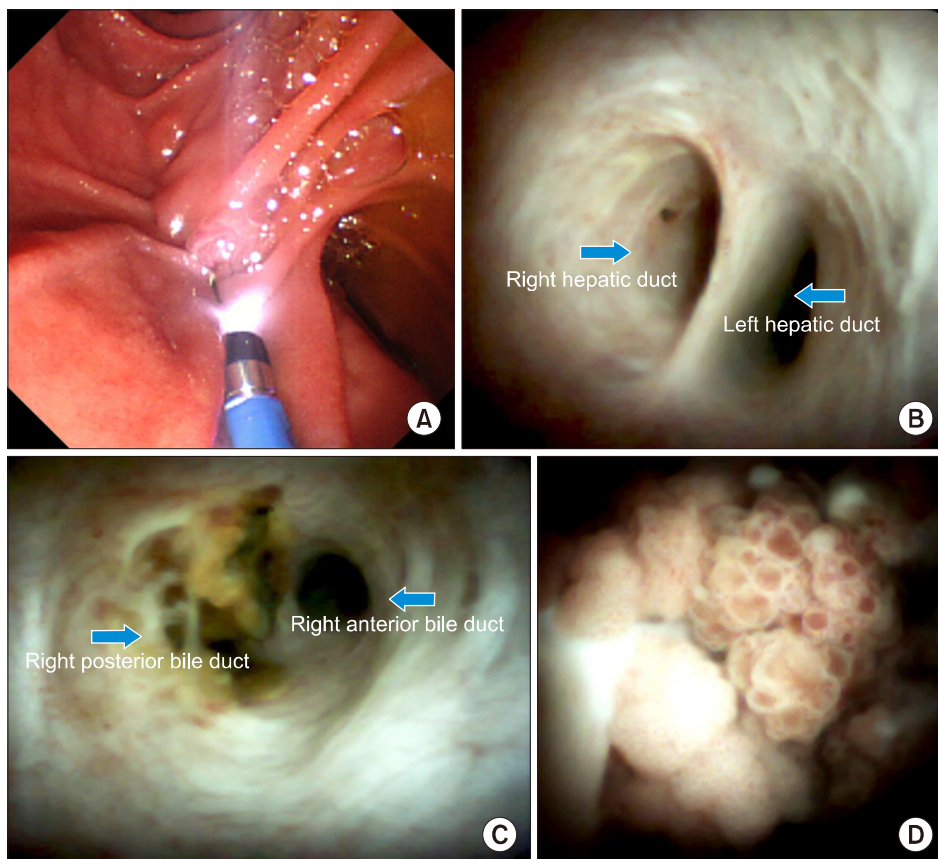 A
Right hepatic duct
Left hepatic duct
B
Right anterior bile duct
Right posterior bile duct
C
D